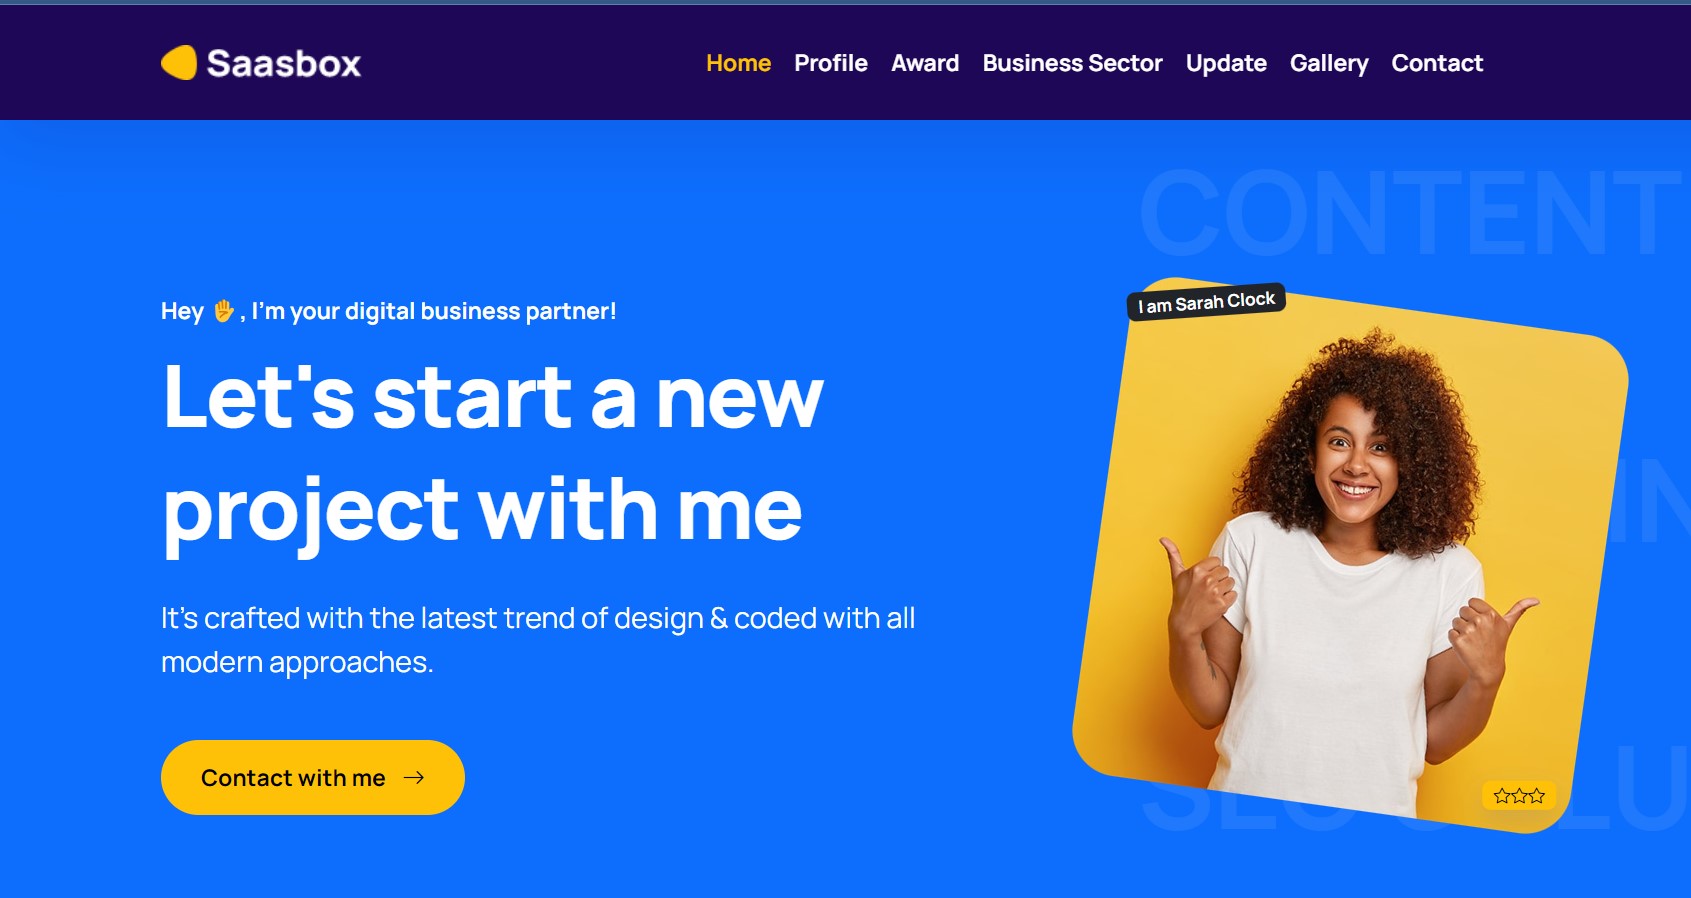 Saasbox
Home Profile Award Business Sector Update Gallery Contact
CONTENT
Hey ✋, I'm your digital business partner!
Let's start a new
project with me
It's crafted with the latest trend of design & coded with all
modern approaches.
Contact with me →
I am Sarah Clock